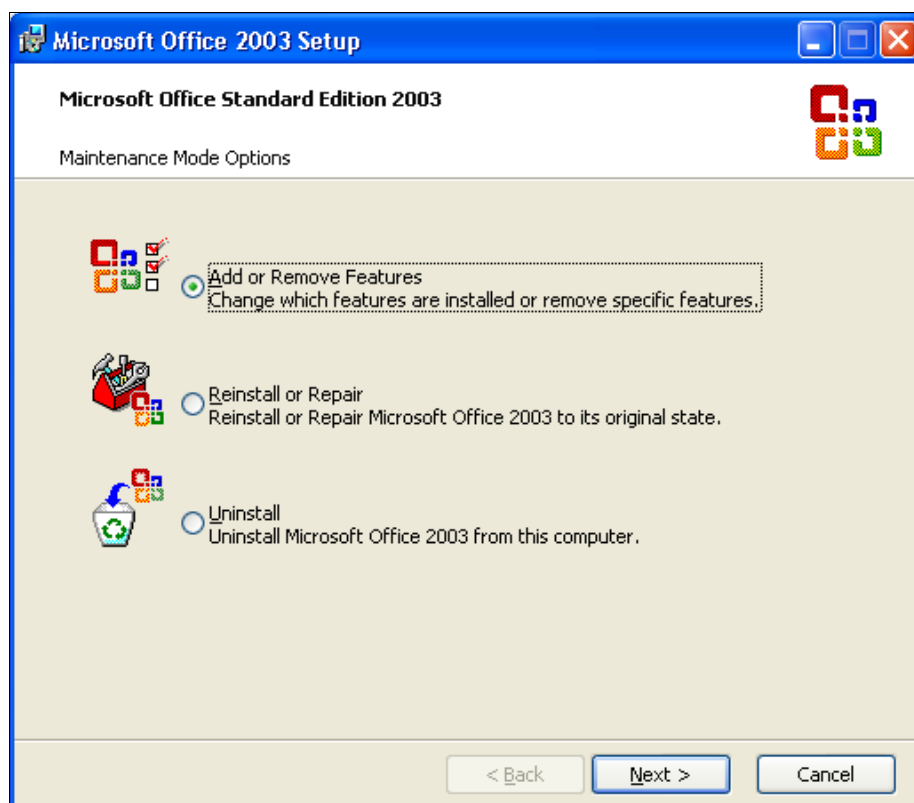 Microsoft Office 2003 Setup
Microsoft Office Standard Edition 2003
Maintenance Mode Options
Add or Remove Features
Change which features are installed or remove specific features.
Reinstall or Repair
Reinstall or Repair Microsoft Office 2003 to its original state.
Uninstall
Uninstall Microsoft Office 2003 from this computer.
< Back Next > Cancel